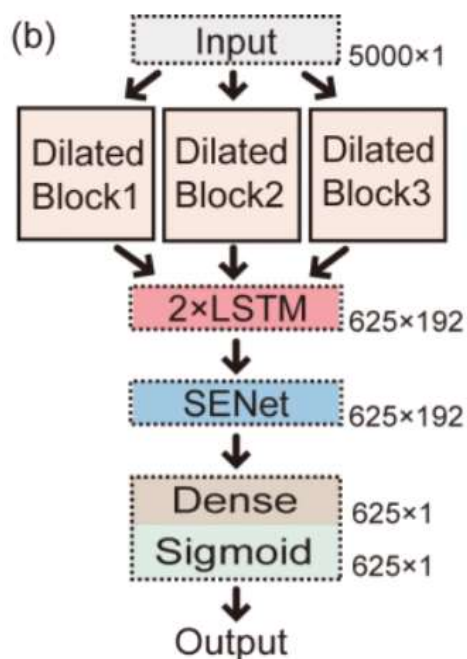 (b)
Input
5000×1
Dilated
Block1
Dilated
Block2
Dilated
Block3
2×LSTM
625×192
SENet
625×192
Dense
625×1
Sigmoid
625×1
Output